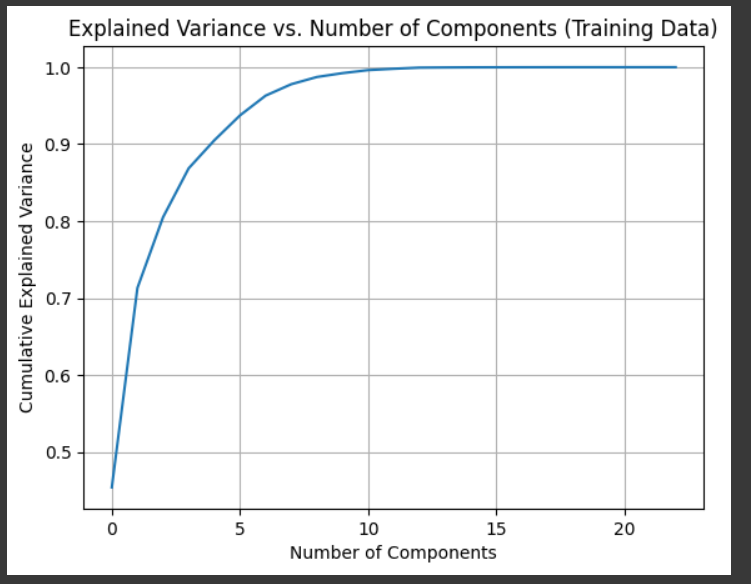 Explained Variance vs. Number of Components (Training Data)
Cumulative Explained Variance
1.0
0.9
0.8
0.7
0.6
0.5
0 5 10 15 20
Number of Components